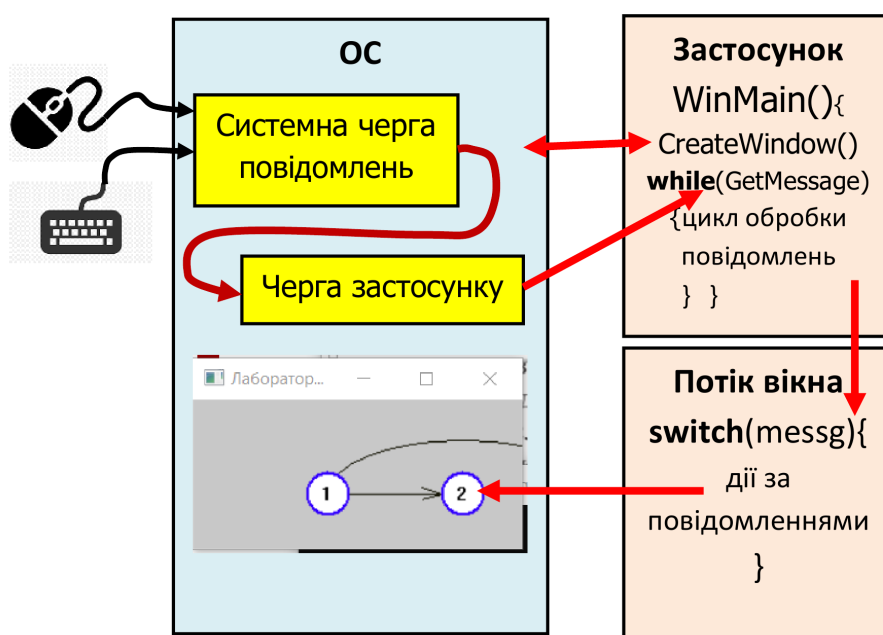 ОС
Системна черга
повідомлень
Черга застосунку
Лаборатор...
1
2
Застосунок
WinMain(){
CreateWindow()
while(GetMessage)
{цикл обробки
повідомлень
} }
Потік вікна
switch(messg){
дії за
повідомленнями
}